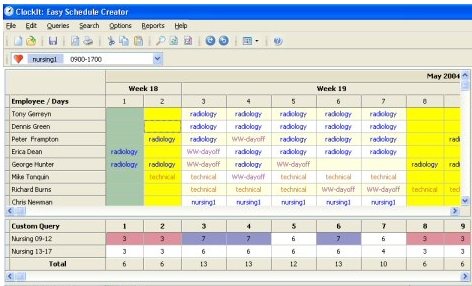 ClockIt: Easy Schedule Creator
File Edit Queries Search Options Reports Help
nursing1 0900-1700
May 2004
Week 18 Week 19
Employee / Days 1 2 3 4 5 6 7 8 9
Tony Gerreyn radiology radiology radiology radiology radiology
Dennis Green radiology radiology radiology radiology radiology
Peter Frampton radiology radiology WW-dayoff radiology radiology radiology
Erica Dean radiology WW-dayoff radiology radiology radiology radiology
George Hunter radiology radiology WW-dayoff radiology WW-dayoff radiology
Mike Tonquin technical technical WW-dayoff technical technical technical
Richard Burns technical technical WW-dayoff WW-dayoff technical
Chris Newman nursing1 nursing1 nursing1 nursing1 nursing1
Custom Query 1 2 3 4 5 6 7 8 9
Nursing 09-12 3 3 7 7 6 7 6 3 3
Nursing 13-17 3 3 6 6 6 6 4 3 3
Total 6 6 13 13 12 13 10 6 6